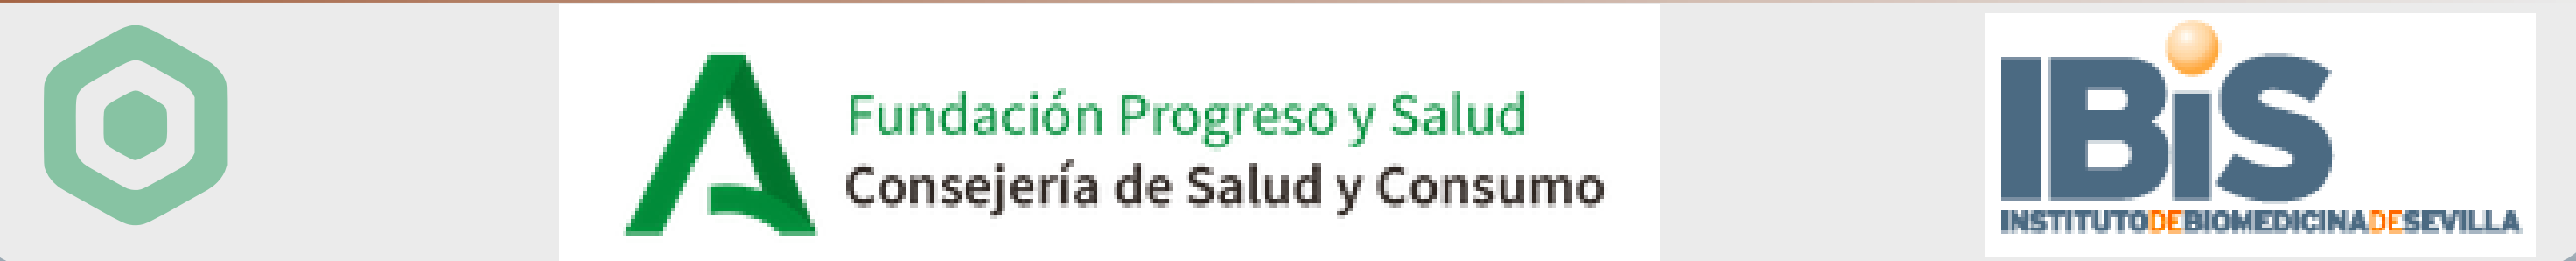 Fundación Progreso y Salud
Consejería de Salud y Consumo
IBiS
INSTITUTODEBIOMEDICINADESEVILLA